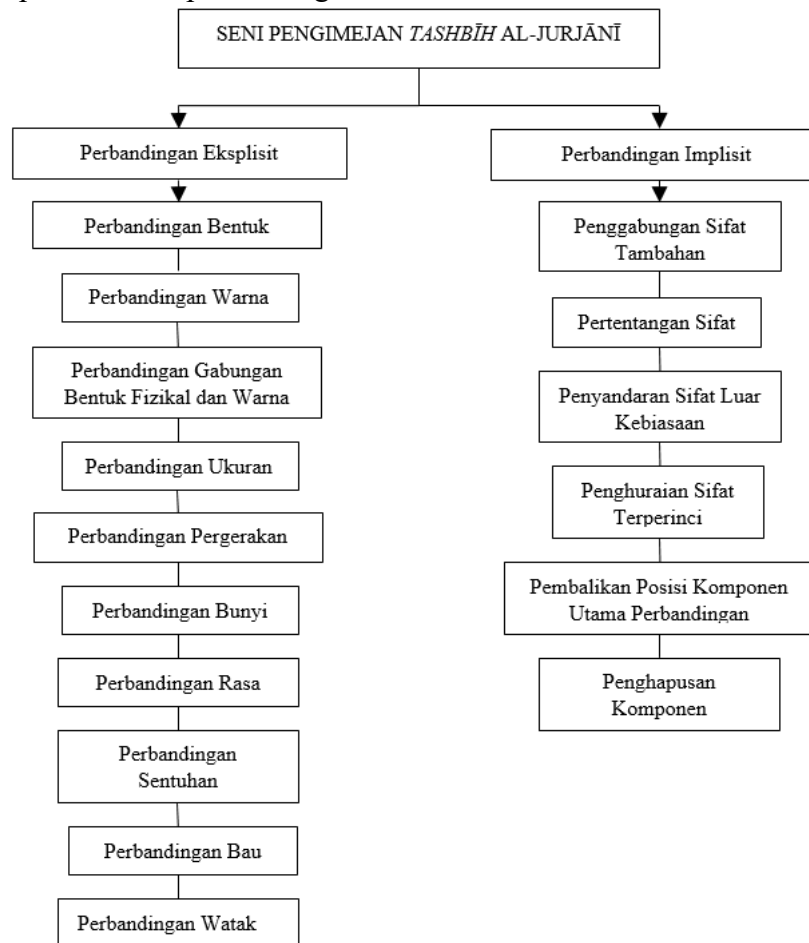 SENI PENGIMEJAN TASHBĪH AL-JURJĀNĪ
Perbandingan Eksplisit
Perbandingan Bentuk
Perbandingan Warna
Perbandingan Gabungan
Bentuk Fizikal dan Warna
Perbandingan Ukuran
Perbandingan Pergerakan
Perbandingan Bunyi
Perbandingan Rasa
Perbandingan
Sentuhan
Perbandingan Bau
Perbandingan Watak
Perbandingan Implisit
Penggabungan Sifat
Tambahan
Pertentangan Sifat
Penyandaran Sifat Luar
Kebiasaan
Penghuraian Sifat
Terperinci
Pembalikan Posisi Komponen
Utama Perbandingan
Penghapusan
Komponen